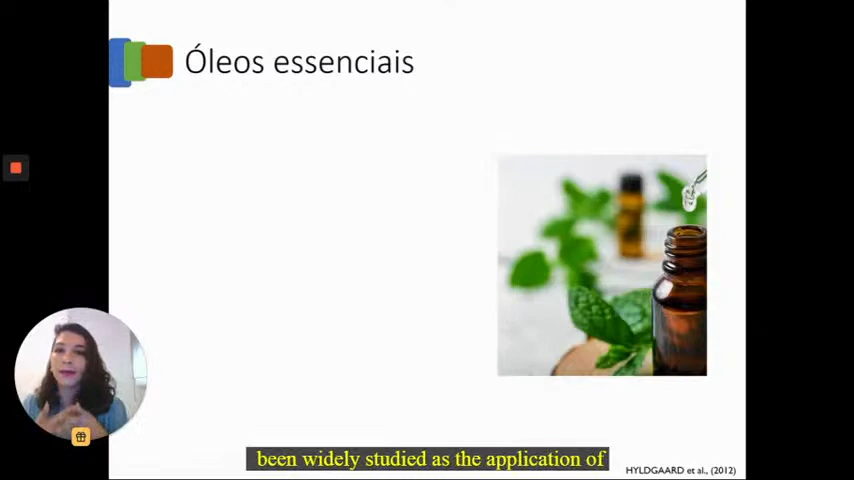 Óleos essenciais
been widely studied as the application of
HYLDGAARD et al., (2012)